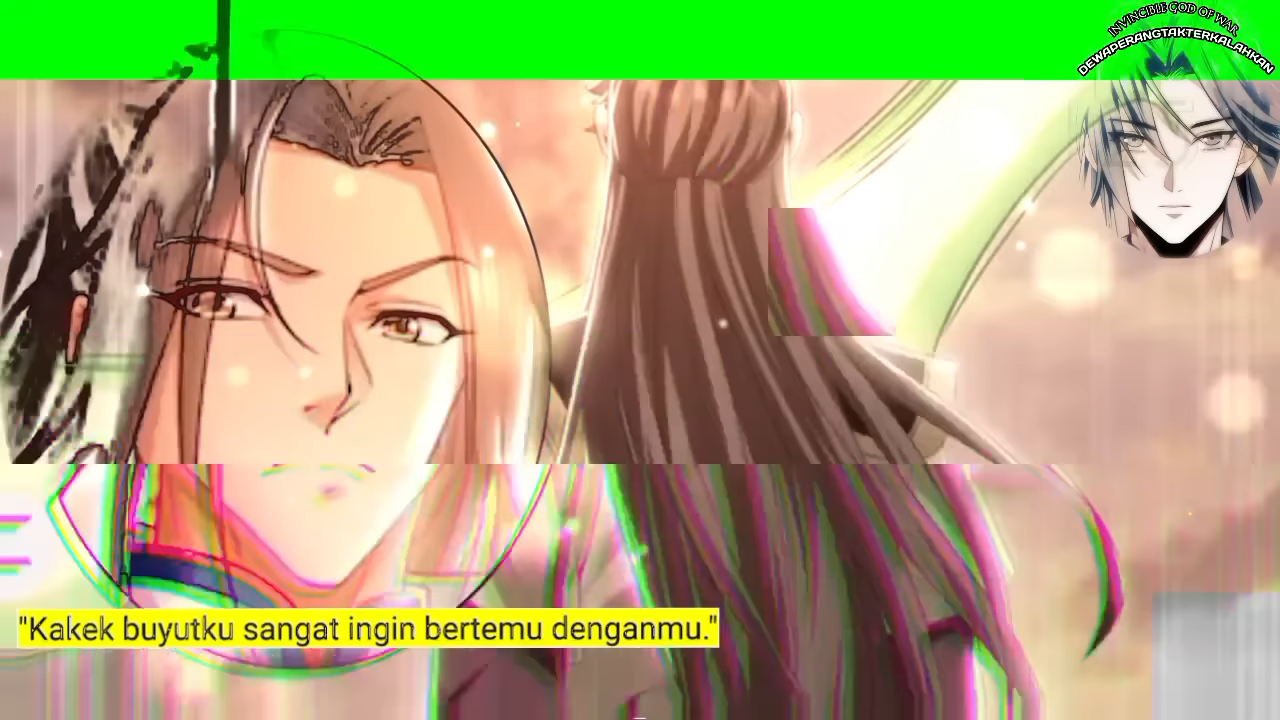 INVINCIBLE GOD OF WAR
DEWAPERANGTAKTERKALAHKAN
"Kakek buyutku sangat ingin bertemu denganmu."